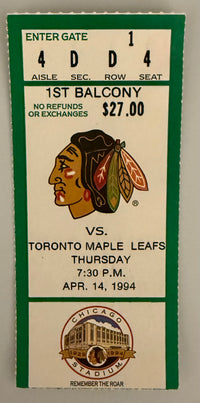 ENTER GATE 1
4 D D 4
AISLE SEC. ROW SEAT
1ST BALCONY
NO REFUNDS
OR EXCHANGES $27.00
®
VS.
TORONTO MAPLE LEAFS
THURSDAY
7:30 P.M.
APR. 14, 1994
CHICAGO
STADIUM
REMEMBER THE ROAR